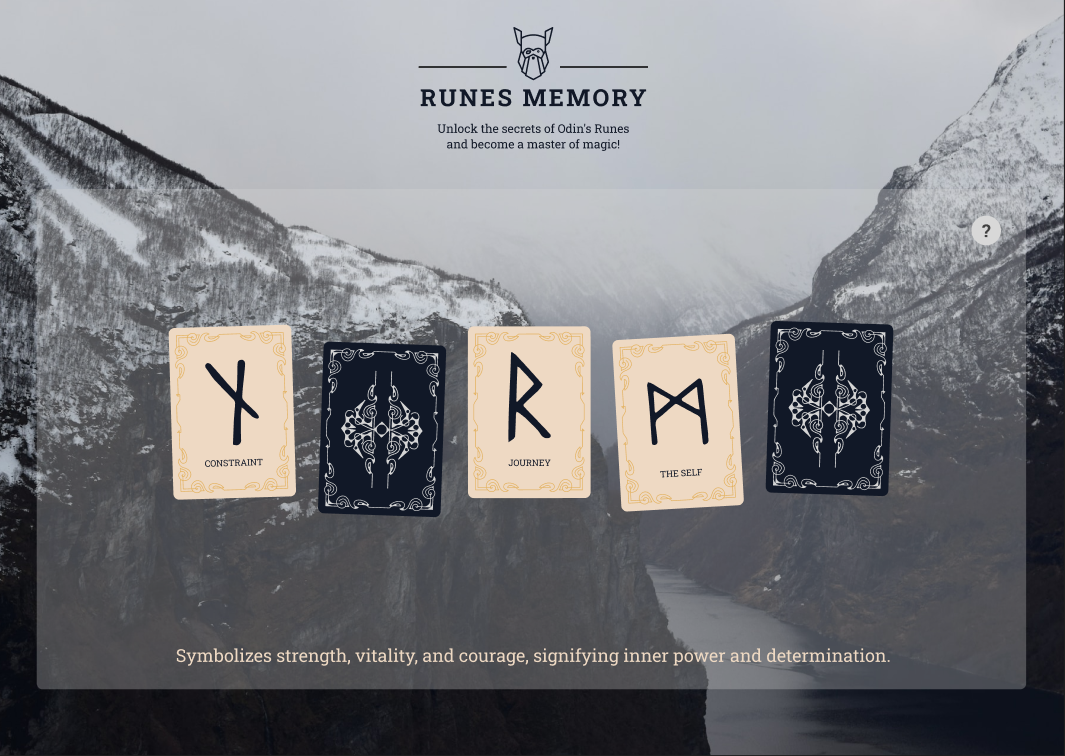 RUNES MEMORY
Unlock the secrets of Odin's Runes
and become a master of magic!
?
ᚾ
ᚱ
ᛗ
CONSTRAINT
JOURNEY
THE SELF
Symbolizes strength, vitality, and courage, signifying inner power and determination.